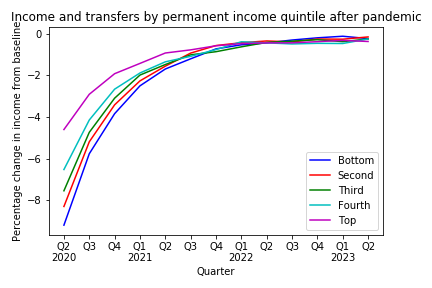 Income and transfers by permanent income quintile after pandemic
Percentage change in income from baseline
0
−2
−4
−6
−8
Q2 Q3 Q4 Q1 Q2 Q3 Q4 Q1 Q2 Q3 Q4 Q1 Q2
2020 2021 2022 2023
Quarter
Bottom
Second
Third
Fourth
Top